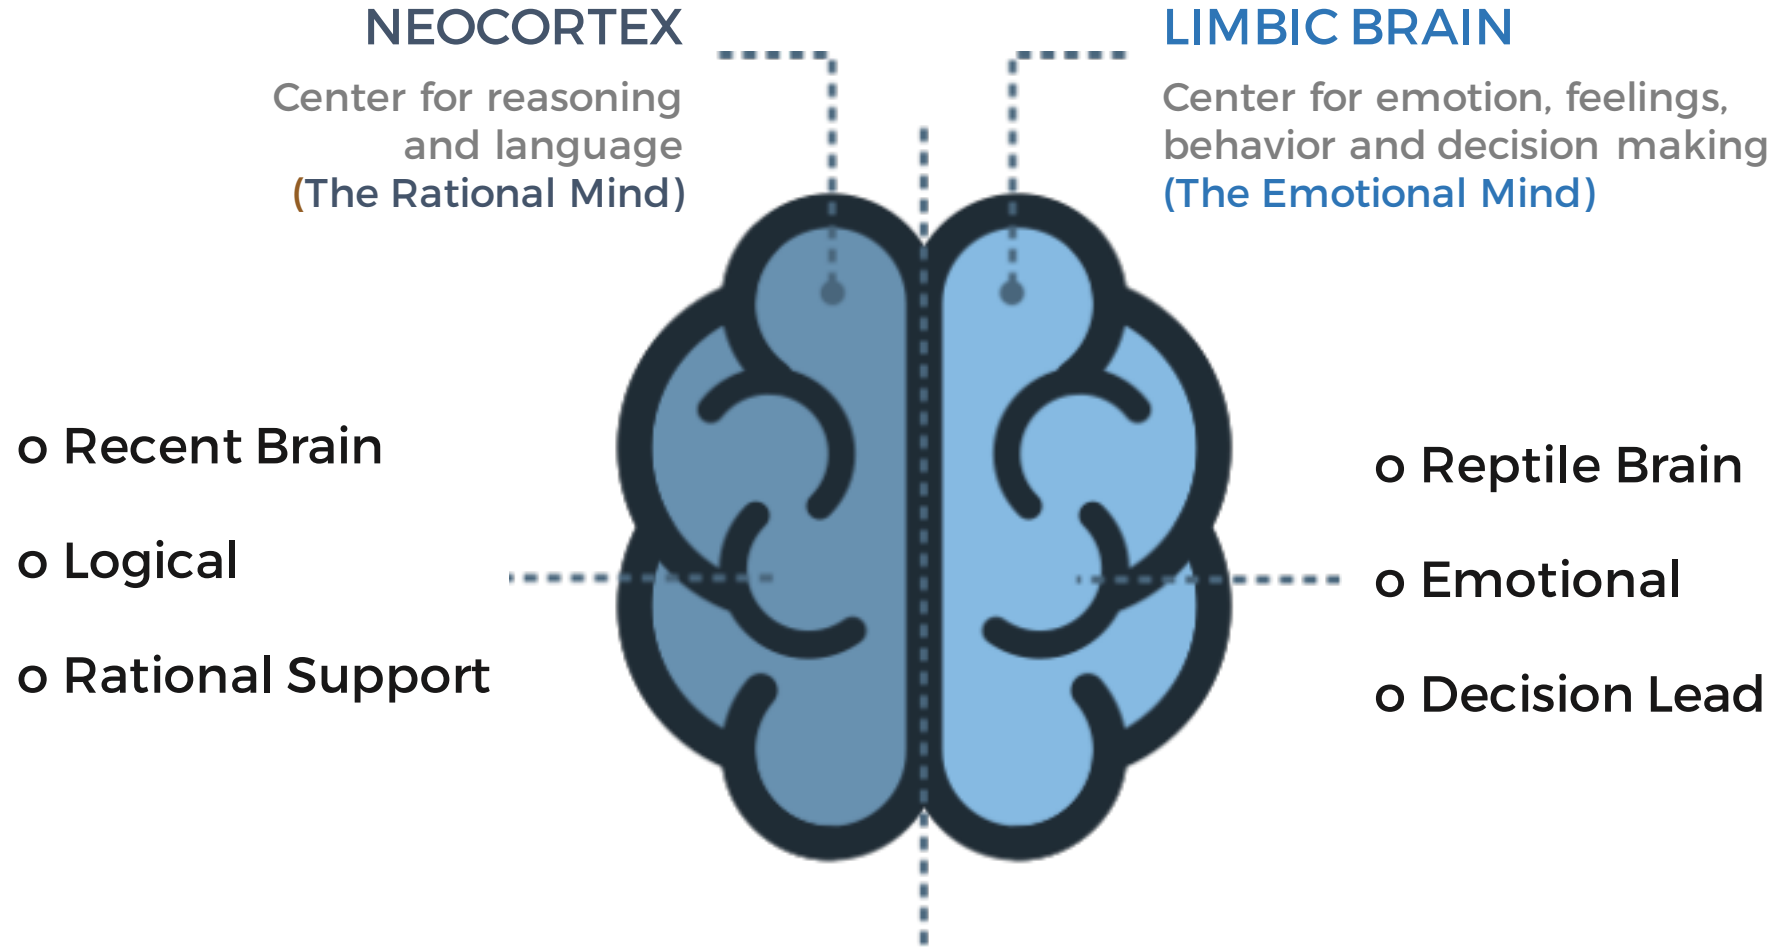 NEOCORTEX
Center for reasoning
and language
(The Rational Mind)
LIMBIC BRAIN
Center for emotion, feelings,
behavior and decision making
(The Emotional Mind)
o Recent Brain
o Logical
o Rational Support
o Reptile Brain
o Emotional
o Decision Lead